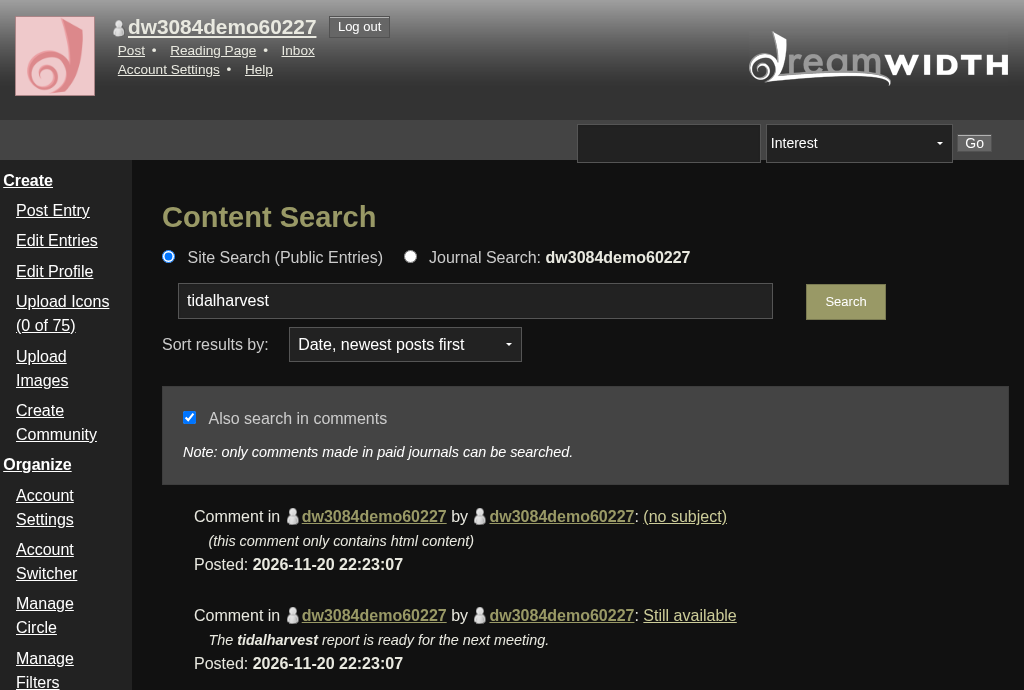 dw3084demo60227 Log out
Post • Reading Page • Inbox
Account Settings • Help
dreamWIDTH
Interest Go
Create
Post Entry
Edit Entries
Edit Profile
Upload Icons
(0 of 75)
Upload
Images
Create
Community
Organize
Account
Settings
Account
Switcher
Manage
Circle
Manage
Filters
Content Search
Site Search (Public Entries) Journal Search: dw3084demo60227
tidalharvest Search
Sort results by: Date, newest posts first
Also search in comments
Note: only comments made in paid journals can be searched.
Comment in dw3084demo60227 by dw3084demo60227: (no subject)
(this comment only contains html content)
Posted: 2026-11-20 22:23:07
Comment in dw3084demo60227 by dw3084demo60227: Still available
The tidalharvest report is ready for the next meeting.
Posted: 2026-11-20 22:23:07